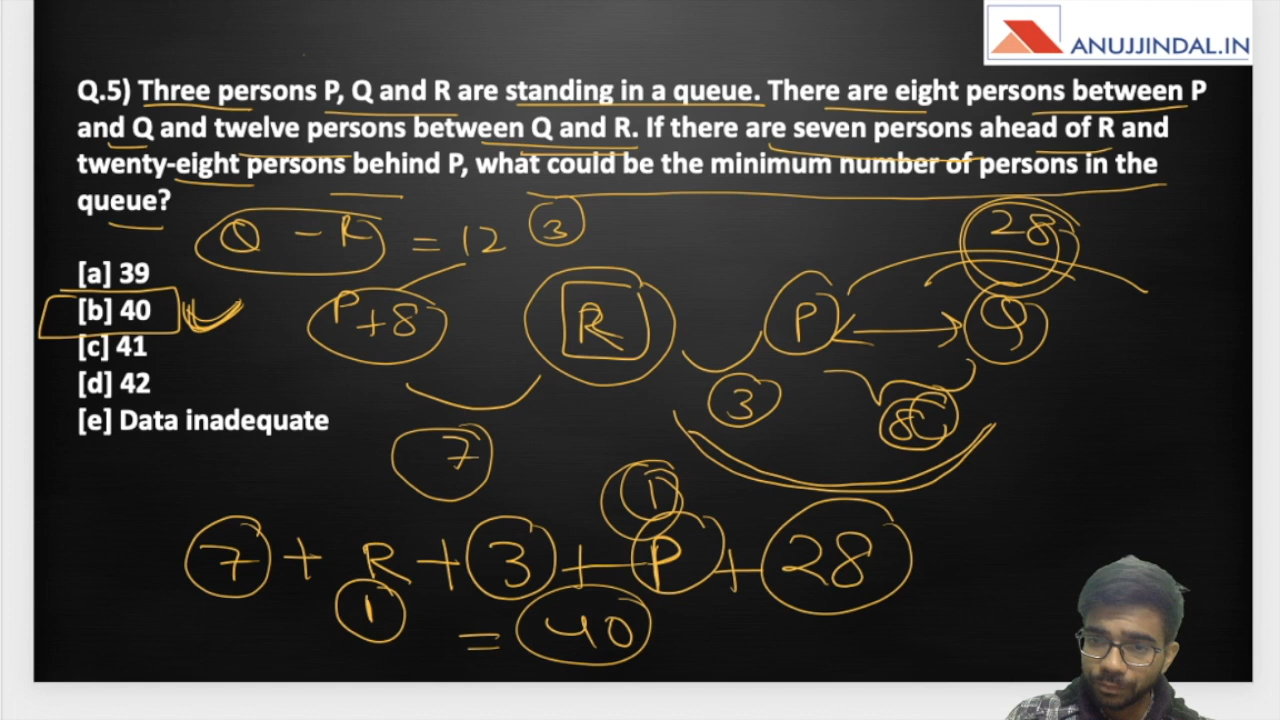 ANUJJINDAL.IN
Q.5) Three persons P, Q and R are standing in a queue. There are eight persons between P
and Q and twelve persons between Q and R. If there are seven persons ahead of R and
twenty-eight persons behind P, what could be the minimum number of persons in the
queue?
Q - R = 12
3
28
[a] 39
[b] 40
[c] 41
[d] 42
[e] Data inadequate
P+8
R
P
Q
3
8
7
1
7 + R + 3 + P + 28
1
= 40